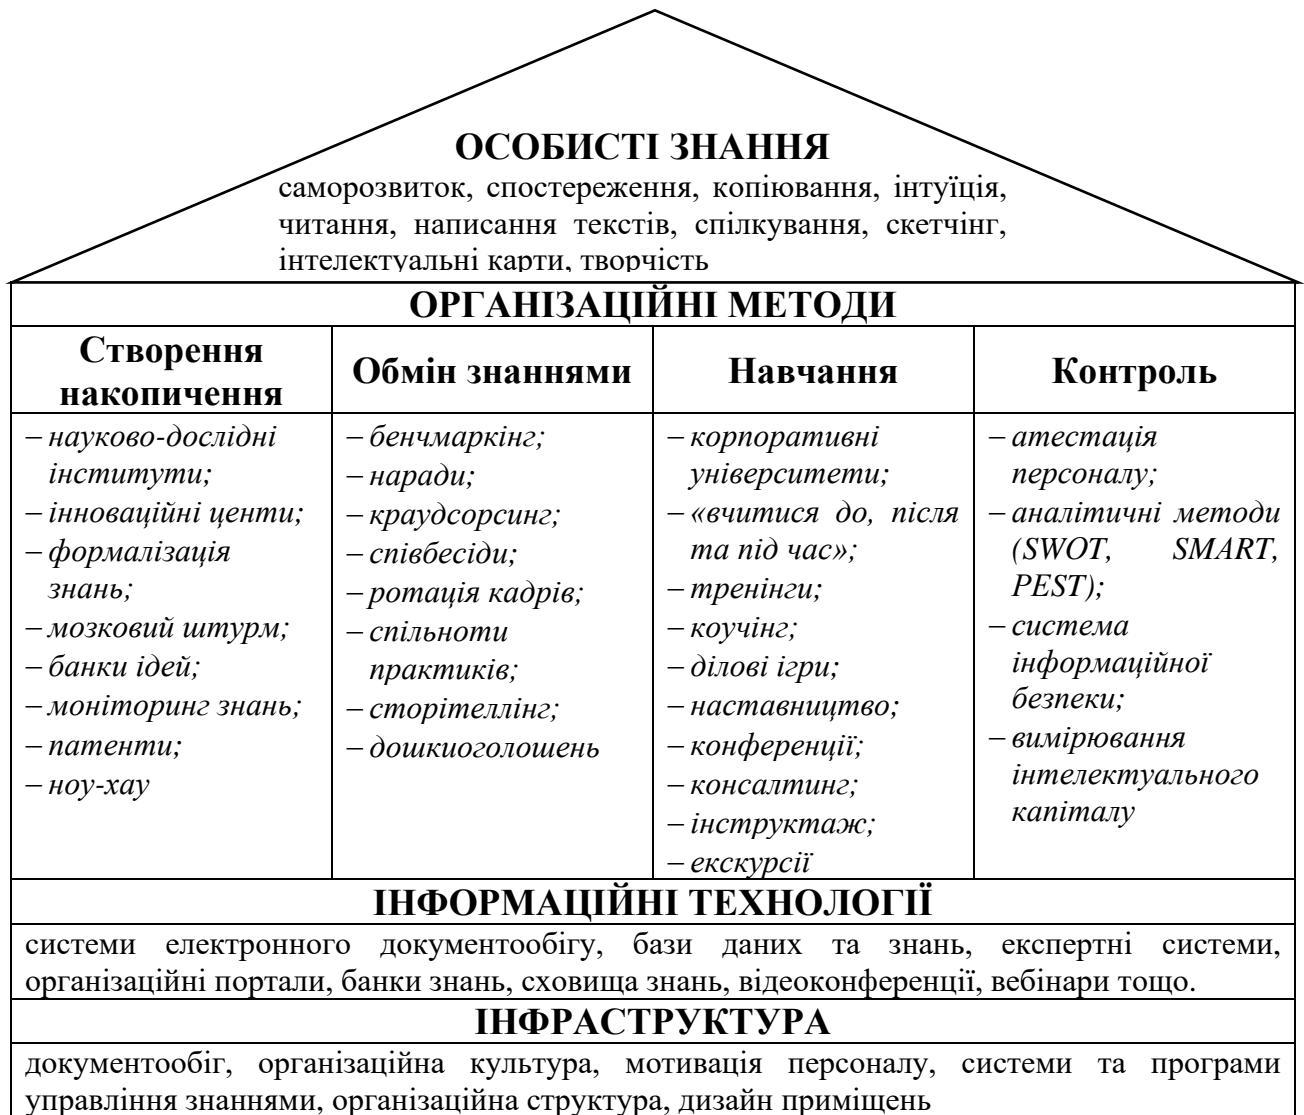 ОСОБИСТІ ЗНАННЯ
саморозвиток, спостереження, копіювання, інтуїція,
читання, написання текстів, спілкування, скетчінг,
інтелектуальні карти, творчість
ОРГАНІЗАЦІЙНІ МЕТОДИ
Створення
накопичення
Обмін знаннями
Навчання
Контроль
– науково-дослідні
інститути;
– інноваційні центи;
– формалізація
знань;
– мозковий штурм;
– банки ідей;
– моніторинг знань;
– патенти;
– ноу-хау
– бенчмаркінг;
– наради;
– краудсорсинг;
– співбесіди;
– ротація кадрів;
– спільноти
практиків;
– сторітеллінг;
– дошкиоголошень
– корпоративні
університети;
– «вчитися до, після
та під час»;
– тренінги;
– коучінг;
– ділові ігри;
– наставництво;
– конференції;
– консалтинг;
– інструктаж;
– екскурсії
– атестація
персоналу;
– аналітичні методи
(SWOT, SMART,
PEST);
– система
інформаційної
безпеки;
– вимірювання
інтелектуального
капіталу
ІНФОРМАЦІЙНІ ТЕХНОЛОГІЇ
системи електронного документообігу, бази даних та знань, експертні системи,
організаційні портали, банки знань, сховища знань, відеоконференції, вебінари тощо.
ІНФРАСТРУКТУРА
документообіг, організаційна культура, мотивація персоналу, системи та програми
управління знаннями, організаційна структура, дизайн приміщень